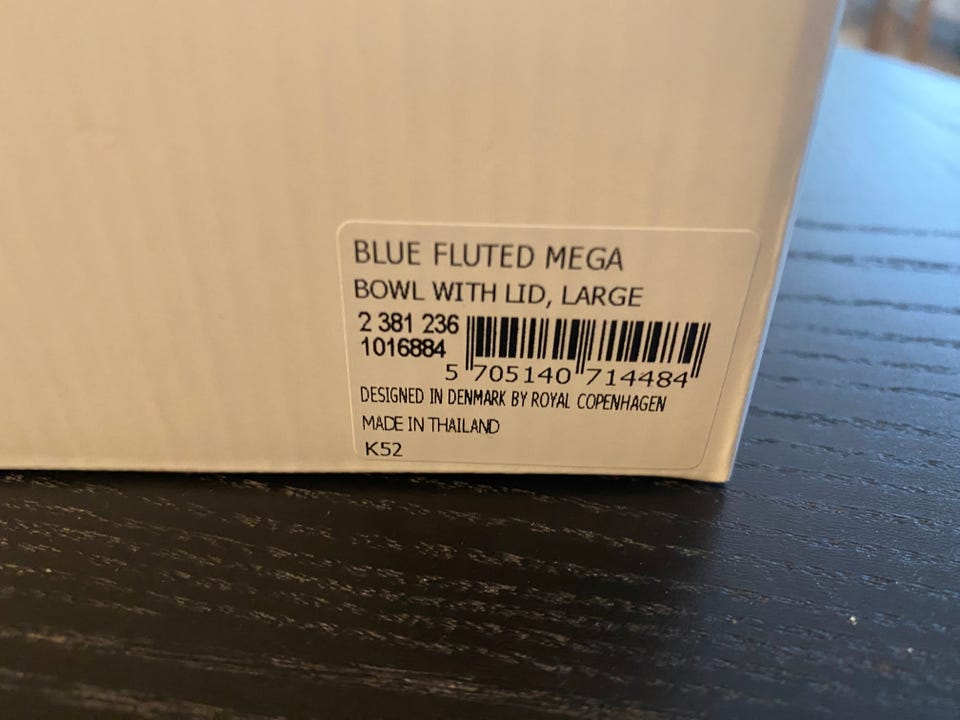 BLUE FLUTED MEGA
BOWL WITH LID, LARGE
2 381 236
1016884
5 705140 714484
DESIGNED IN DENMARK BY ROYAL COPENHAGEN
MADE IN THAILAND
K52